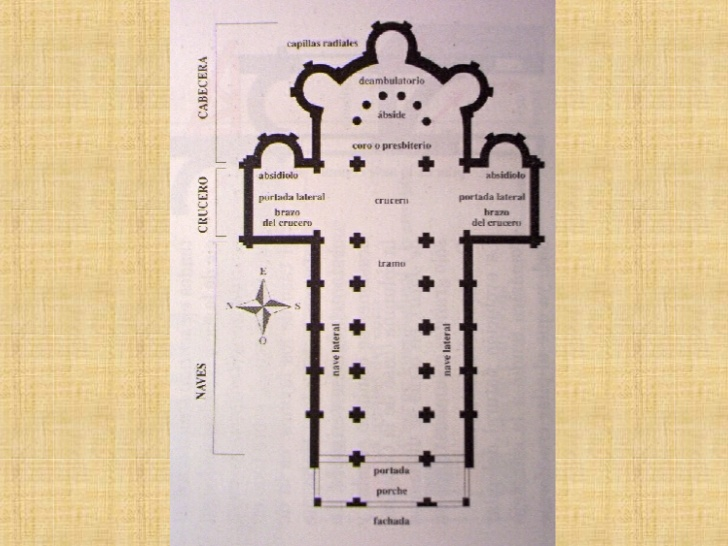 capillas radiales
CABECERA
deambulatorio
ábside
coro o presbiterio
absidiolo
absidiolo
CRUCERO
portada lateral
crucero
portada lateral
brazo
del crucero
brazo
del crucero
tramo
E
N
S
O
NAVES
nave lateral
nave lateral
portada
porche
fachada